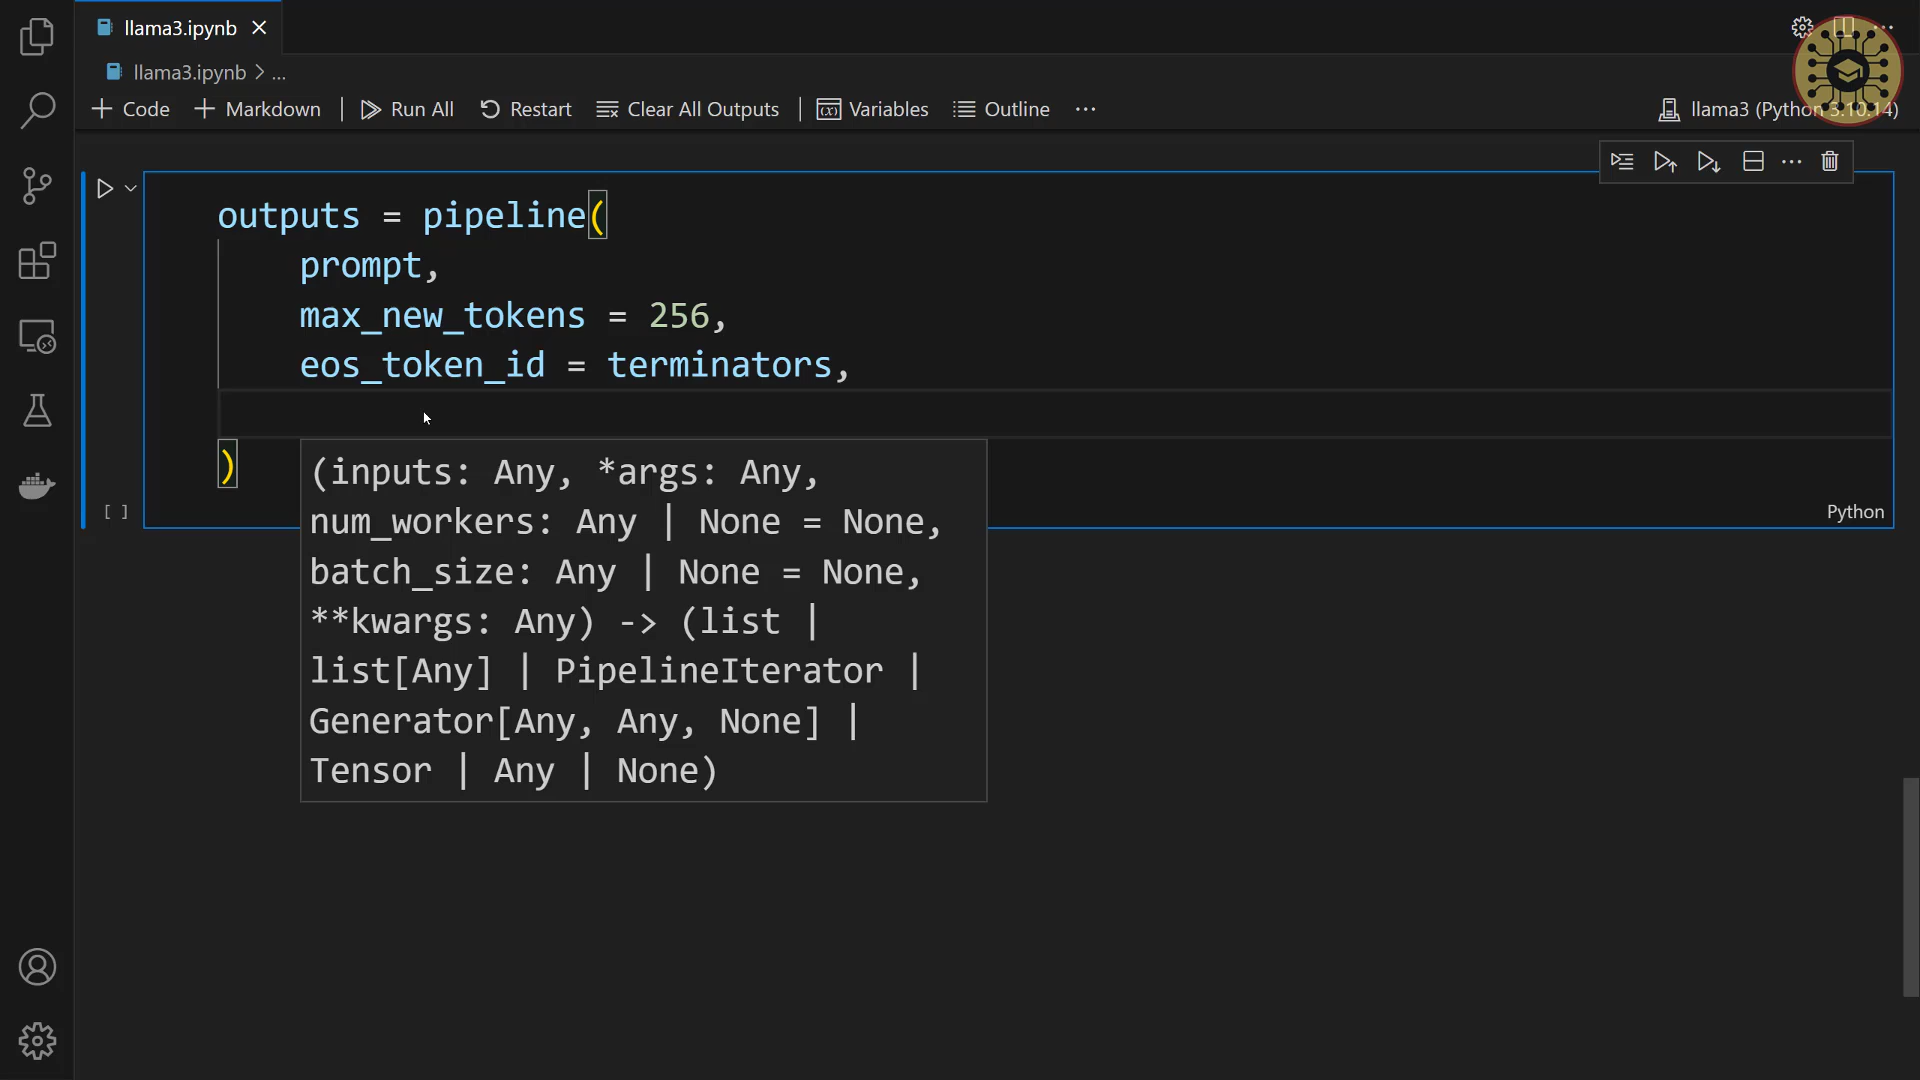 llama3.ipynb
llama3.ipynb > ...
Code Markdown Run All Restart Clear All Outputs Variables Outline ... llama3 (Python 3.10.14)
outputs = pipeline(
prompt,
max_new_tokens = 256,
eos_token_id = terminators,
)
(inputs: Any, *args: Any,
num_workers: Any | None = None,
batch_size: Any | None = None,
**kwargs: Any) -> (list |
list[Any] | PipelineIterator |
Generator[Any, Any, None] |
Tensor | Any | None)
[ ]
Python